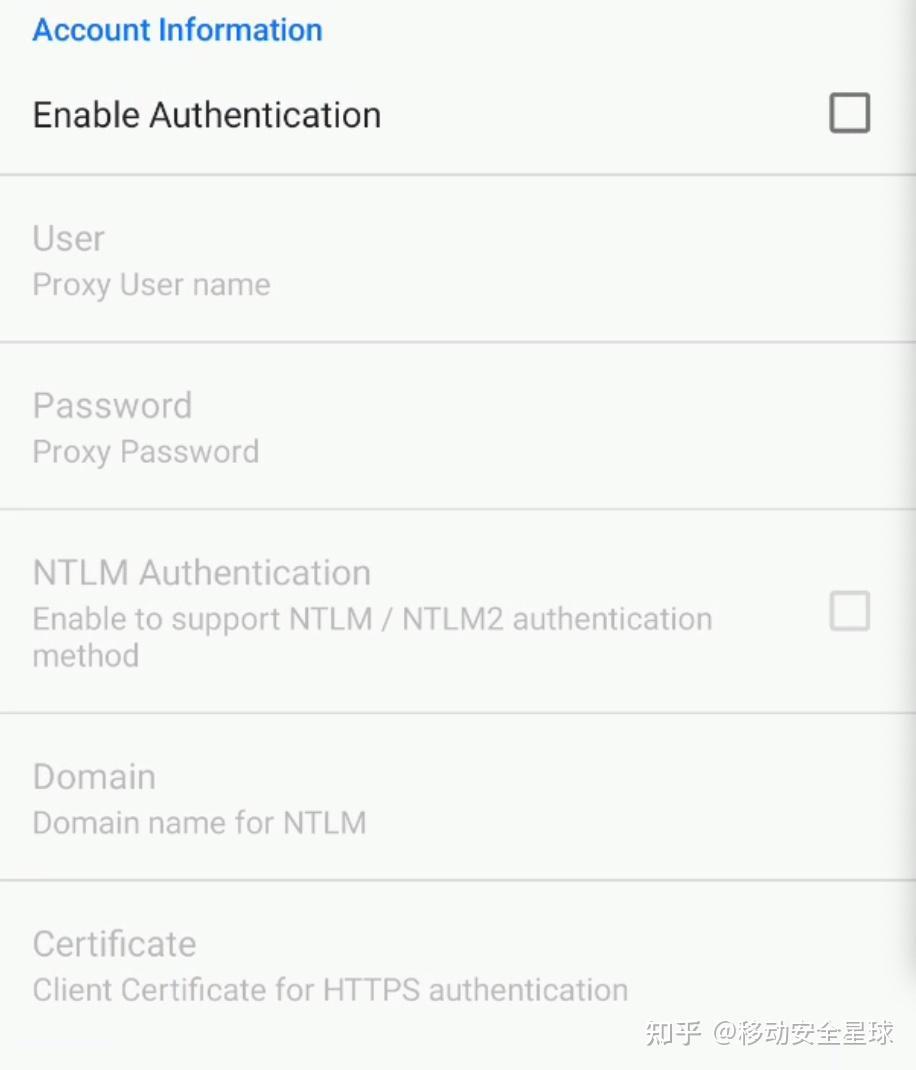 Account Information
Enable Authentication
User
Proxy User name
Password
Proxy Password
NTLM Authentication
Enable to support NTLM / NTLM2 authentication
method
Domain
Domain name for NTLM
Certificate
Client Certificate for HTTPS authentication
知乎 @移动安全星球